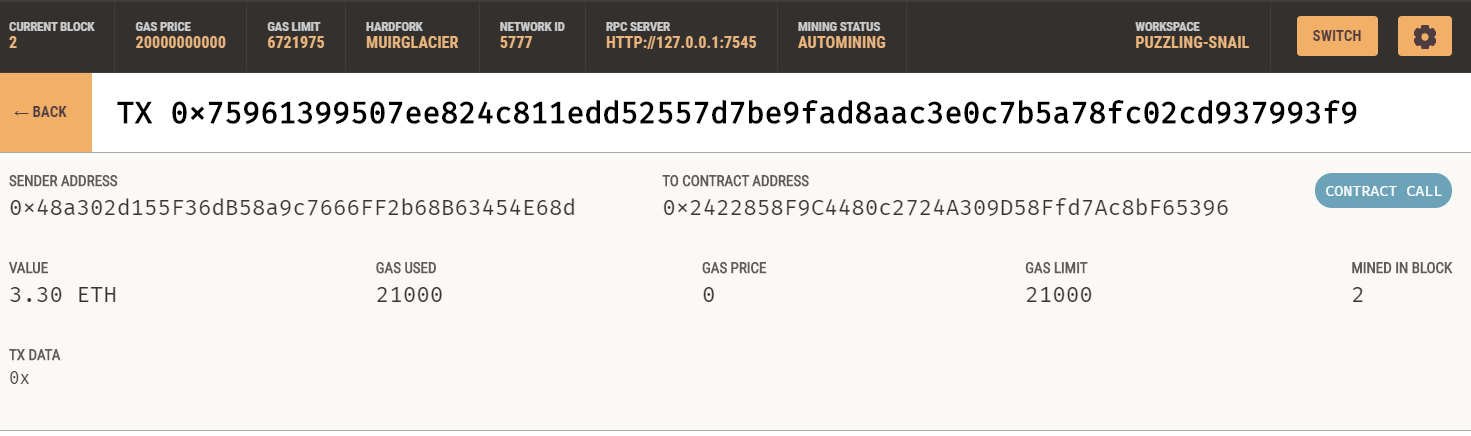 CURRENT BLOCK
2
GAS PRICE
20000000000
GAS LIMIT
6721975
HARDFORK
MUIRGLACIER
NETWORK ID
5777
RPC SERVER
HTTP://127.0.0.1:7545
MINING STATUS
AUTOMINING
WORKSPACE
PUZZLING-SNAIL
SWITCH
← BACK
TX 0×75961399507ee824c811edd52557d7be9fad8aac3e0c7b5a78fc02cd937993f9
SENDER ADDRESS
0×48a302d155F36dB58a9c7666FF2b68B63454E68d
TO CONTRACT ADDRESS
0×2422858F9C4480c2724A309D58Ffd7Ac8bF65396
CONTRACT CALL
VALUE
3.30 ETH
GAS USED
21000
GAS PRICE
0
GAS LIMIT
21000
MINED IN BLOCK
2
TX DATA
0x